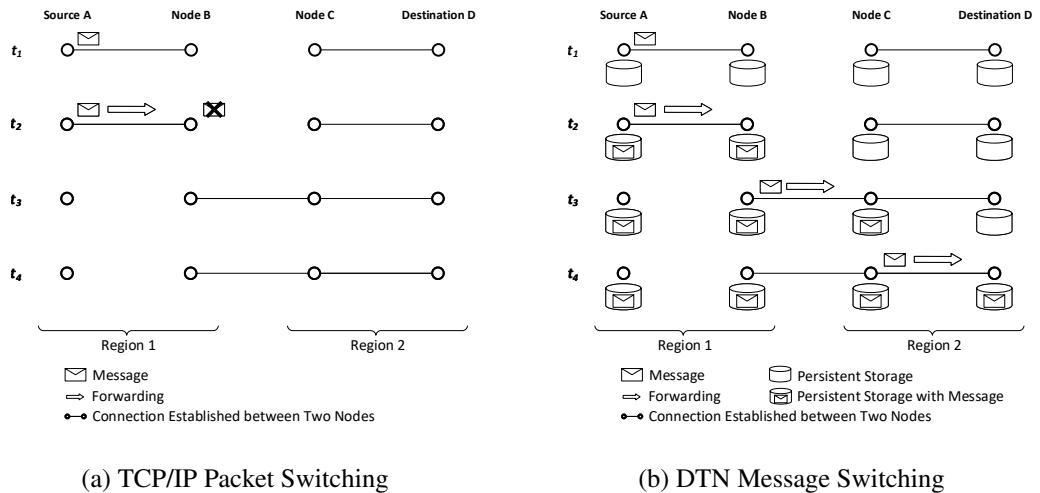 Source A Node B Node C Destination D
t1
t2
t3
t4
Region 1 Region 2
Message
Forwarding
Connection Established between Two Nodes
(a) TCP/IP Packet Switching
Source A Node B Node C Destination D
t1
t2
t3
t4
Region 1 Region 2
Message Persistent Storage
Forwarding Persistent Storage with Message
Connection Established between Two Nodes
(b) DTN Message Switching